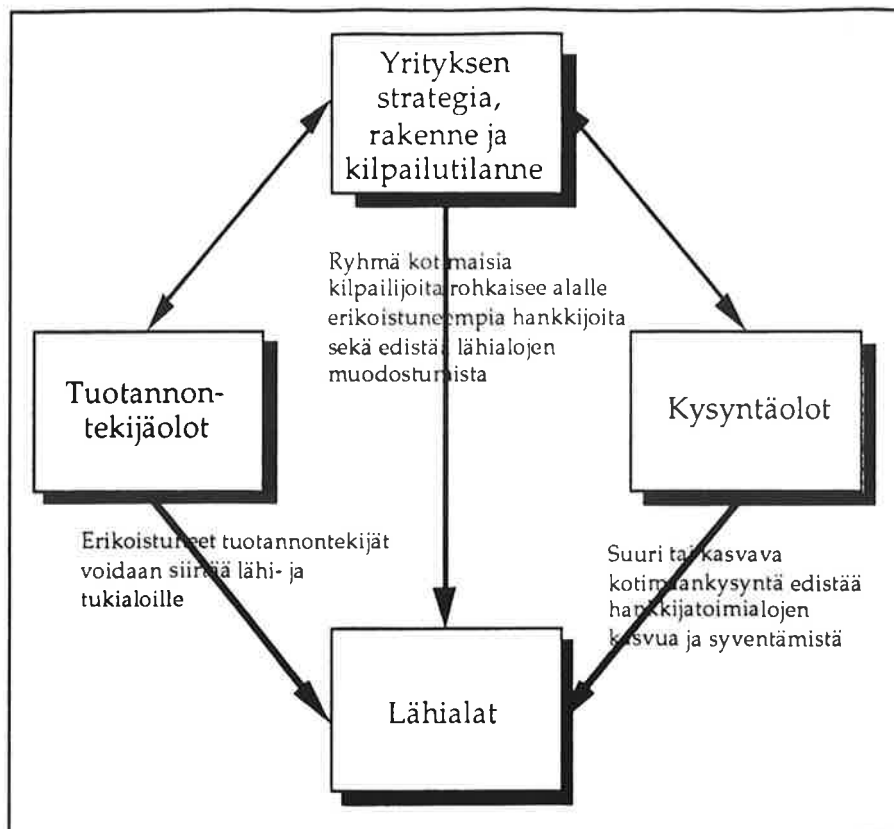 Yrityksen
strategia,
rakenne ja
kilpailutilanne
Ryhmä kotimaisia
kilpailijoita rohkaisee alalle
erikoistuneempia hankkijoita
sekä edistää lähialojen
muodostumista
Tuotannon-
tekijäolot
Kysyntäolot
Erikoistuneet tuotannontekijät
voidaan siirtää lähi- ja
tukialoille
Suuri tai kasvava
kotimaankysyntä edistää
hankkijatoimialojen
kasvua ja syventämistä
Lähialat